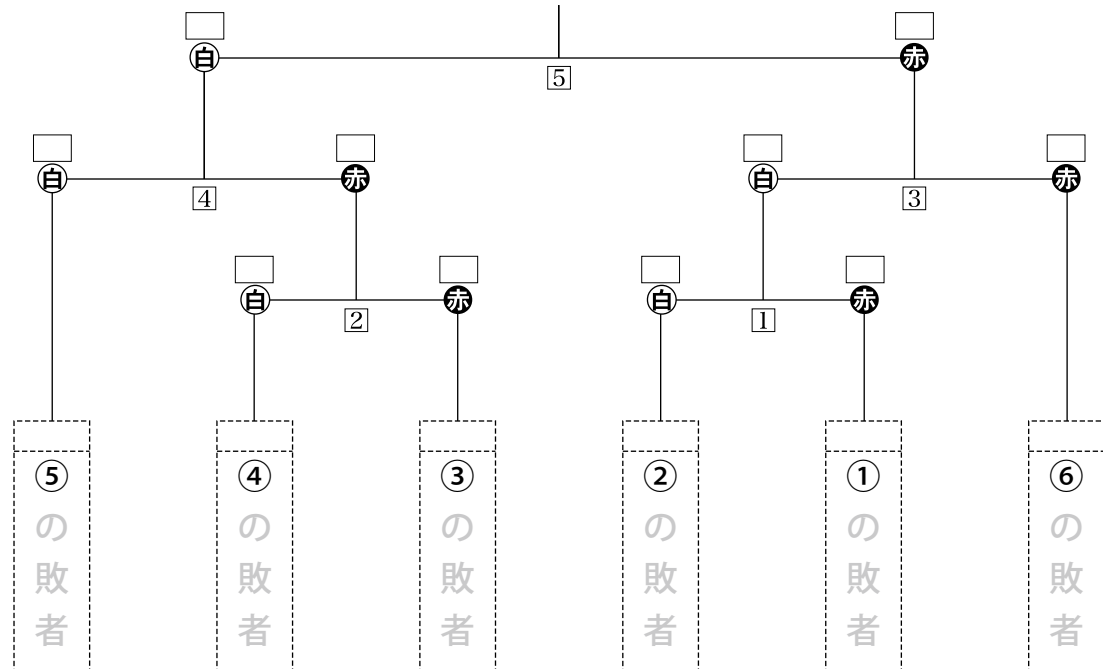 白 赤
5
白 赤 白 赤
4 3
白 赤 白 赤
2 1
⑤の敗者
④の敗者
③の敗者
②の敗者
①の敗者
⑥の敗者